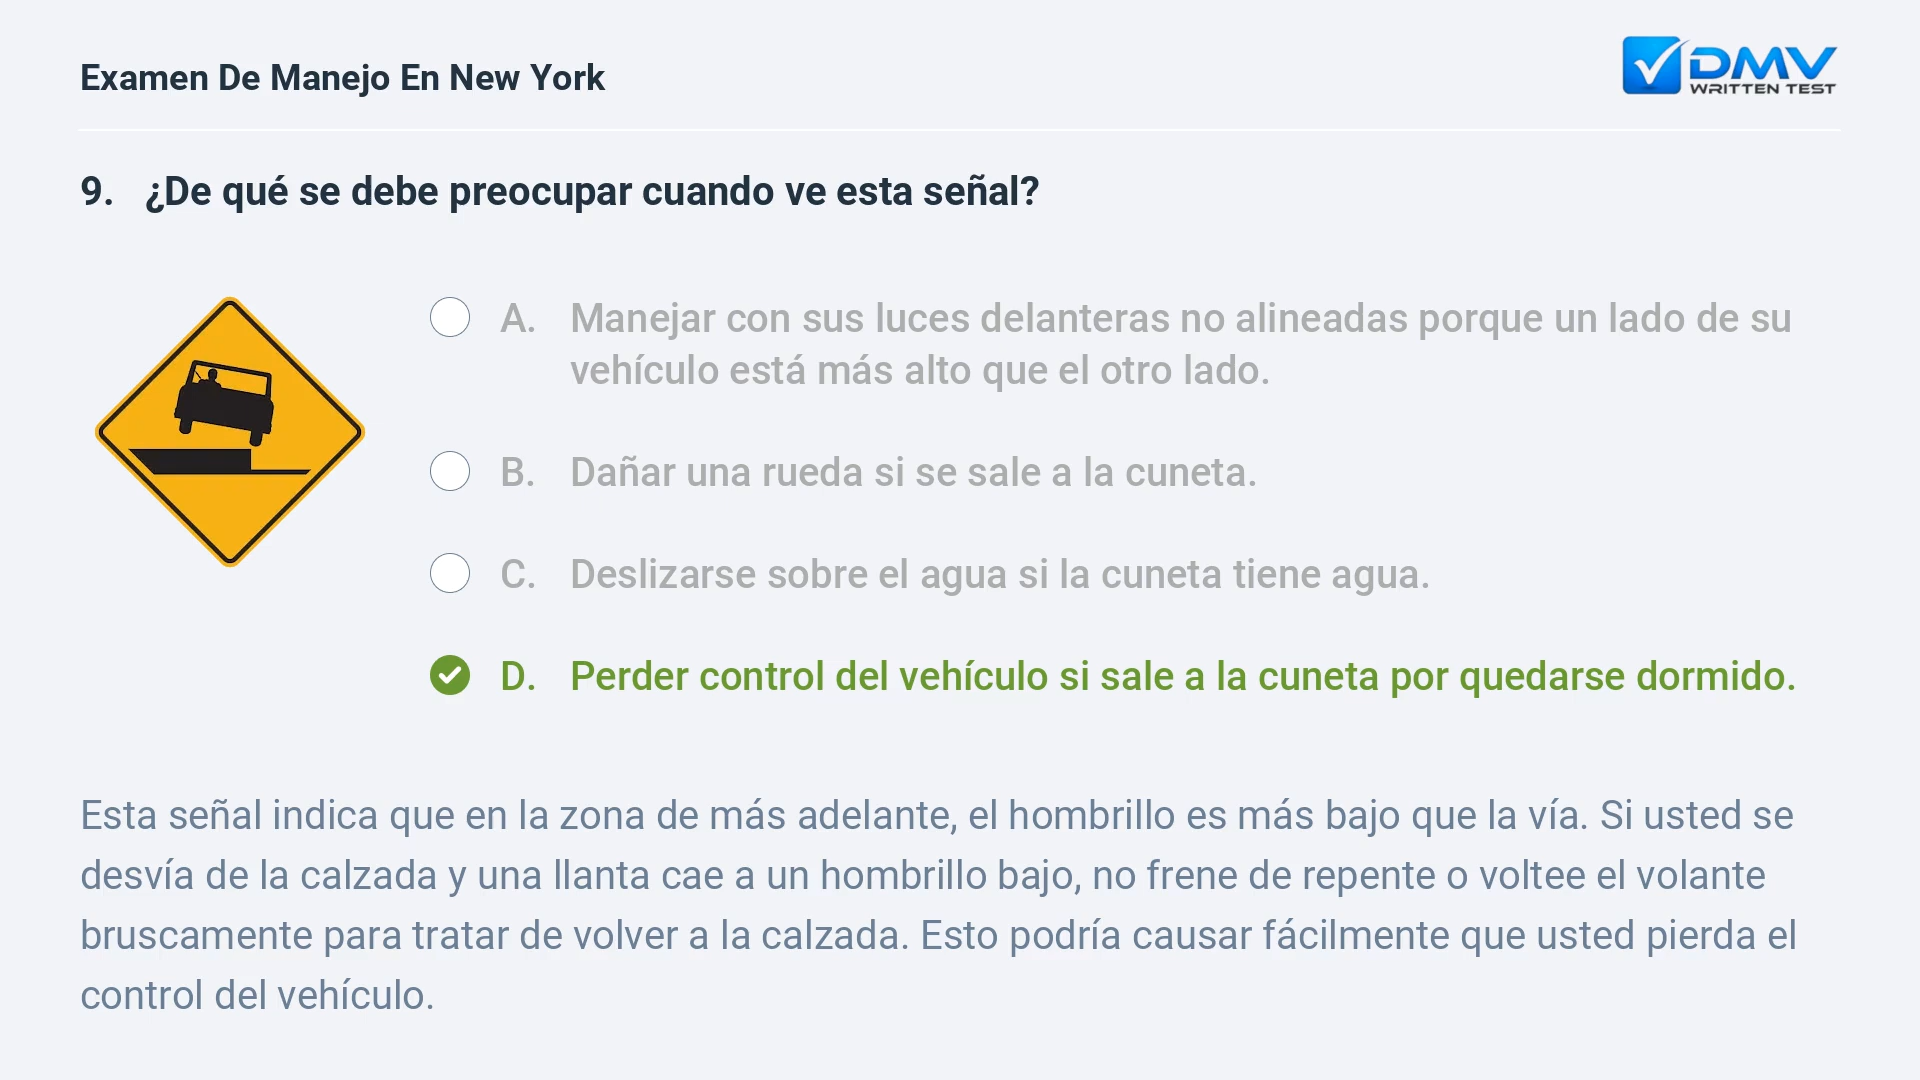 Examen De Manejo En New York
DMV
WRITTEN TEST
9. ¿De qué se debe preocupar cuando ve esta señal?
A. Manejar con sus luces delanteras no alineadas porque un lado de su
vehículo está más alto que el otro lado.
B. Dañar una rueda si se sale a la cuneta.
C. Deslizarse sobre el agua si la cuneta tiene agua.
D. Perder control del vehículo si sale a la cuneta por quedarse dormido.
Esta señal indica que en la zona de más adelante, el hombrillo es más bajo que la vía. Si usted se
desvía de la calzada y una llanta cae a un hombrillo bajo, no frene de repente o voltee el volante
bruscamente para tratar de volver a la calzada. Esto podría causar fácilmente que usted pierda el
control del vehículo.